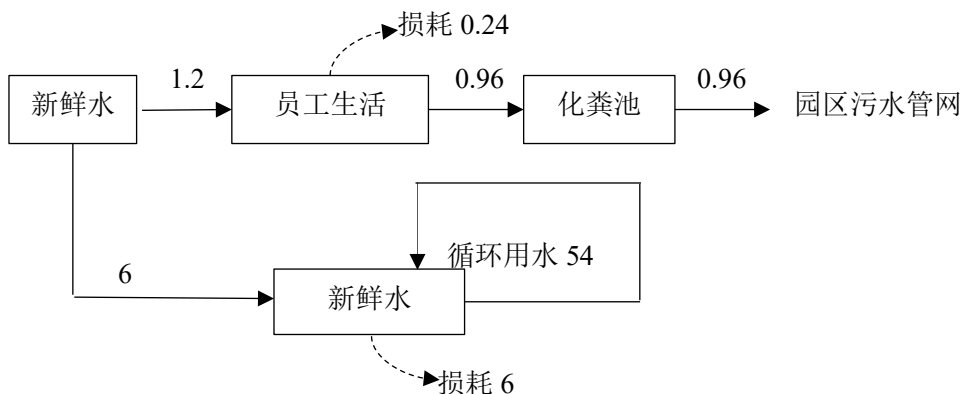 损耗 0.24
1.2
0.96
0.96
新鲜水
员工生活
化粪池
园区污水管网
循环用水 54
6
新鲜水
损耗 6